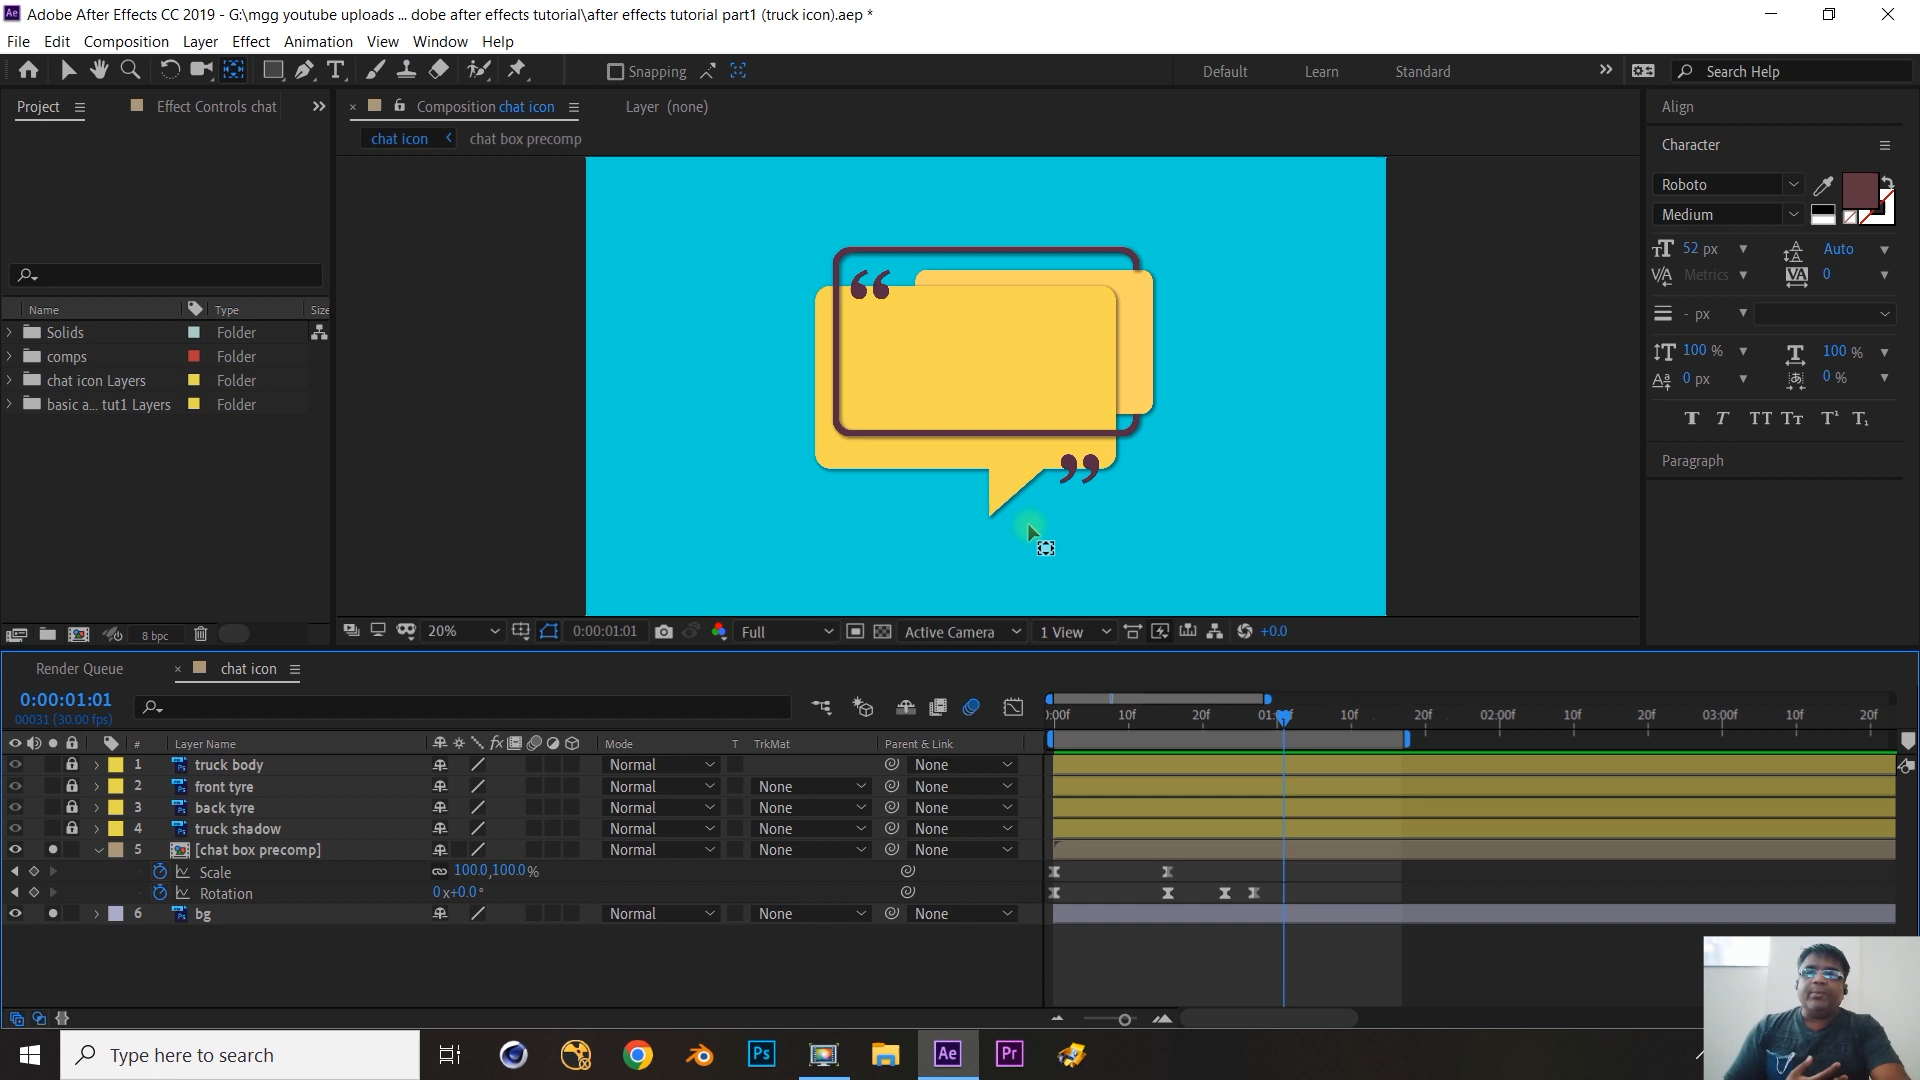 Adobe After Effects CC 2019 - G:\mgg youtube uploads ... dobe after effects tutorial\after effects tutorial part1 (truck icon).aep *
File Edit Composition Layer Effect Animation View Window Help
Snapping Default Learn Standard Search Help
Project Effect Controls chat Composition chat icon Layer (none) Align
chat icon chat box precomp Character
Roboto
Medium
52 px Auto
Metrics 0
- px
100 % 100 %
0 px 0 %
Paragraph
Name Type Size
Solids Folder
comps Folder
chat icon Layers Folder
basic a... tut1 Layers Folder
“
”
8 bpc 20% 0:00:01:01 Full Active Camera 1 View +0.0
Render Queue chat icon
0:00:01:01
00031 (30.00 fps)
):00f 10f 20f 01:00f 10f 20f 02:00f 10f 20f 03:00f 10f 20f
# Layer Name Mode T TrkMat Parent & Link
1 truck body Normal None
2 front tyre Normal None None
3 back tyre Normal None None
4 truck shadow Normal None None
5 [chat box precomp] Normal None None
Scale 100.0,100.0%
Rotation 0x+0.0°
6 bg Normal None None
Type here to search Ps Ae Pr